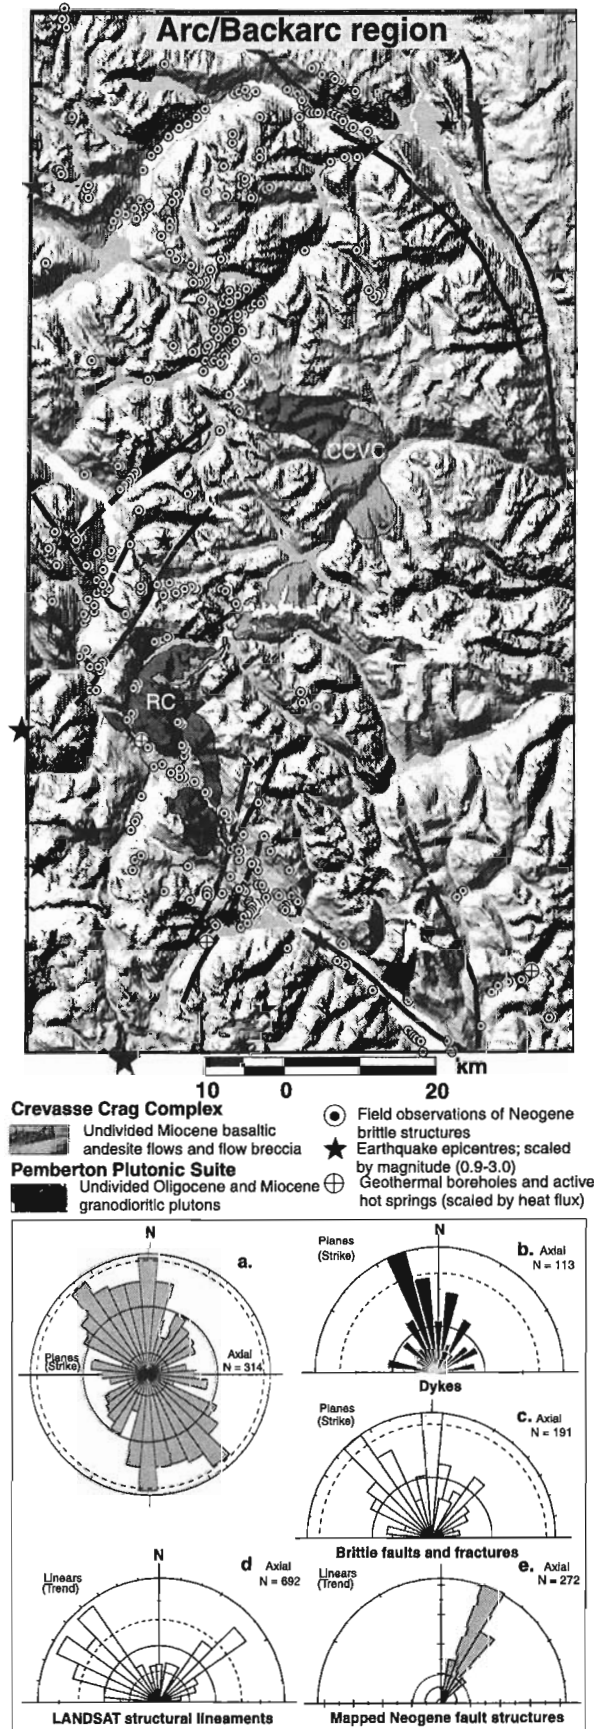 Arc/Backarc region
CCVC
RC
km
10 0 20
Crevasse Crag Complex
Undivided Miocene basaltic
andesite flows and flow breccia
Pemberton Plutonic Suite
Undivided Oligocene and Miocene
granodioritic plutons
Field observations of Neogene
brittle structures
Earthquake epicentres; scaled
by magnitude (0.9-3.0)
Geothermal boreholes and active
hot springs (scaled by heat flux)
N
a.
Planes
(Strike)
Axial
N = 314
N
Planes
(Strike)
b. Axial
N = 113
Dykes
Planes
(Strike)
c. Axial
N = 191
Brittle faults and fractures
N
Linears
(Trend)
d Axial
N = 692
LANDSAT structural lineaments
Linears
(Trend)
e. Axial
N = 272
Mapped Neogene fault structures